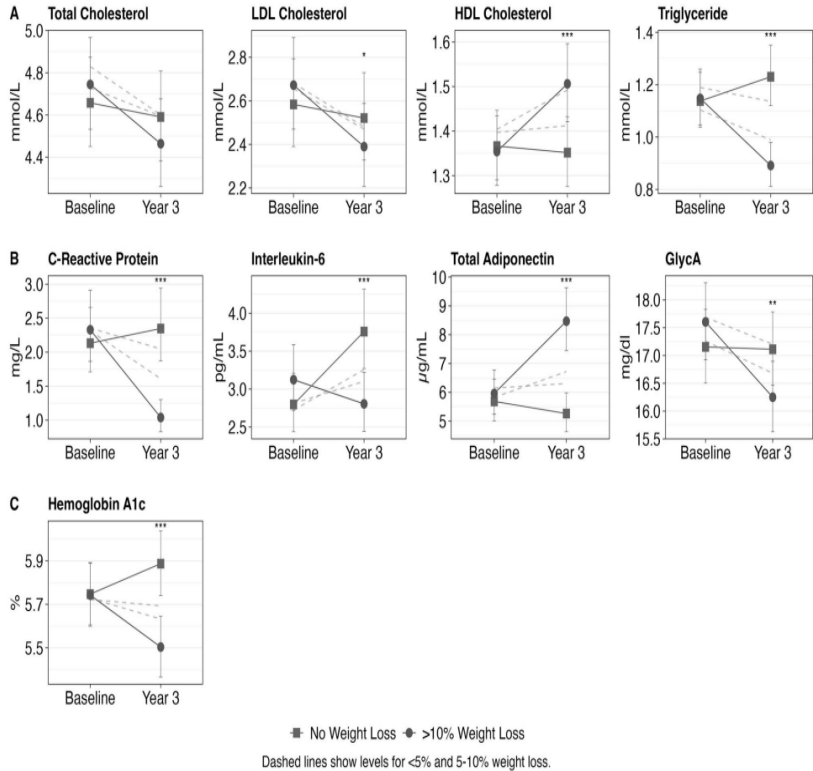 A Total Cholesterol LDL Cholesterol HDL Cholesterol Triglyceride
mmol/L 5.0 4.8 4.6 4.4
mmol/L 2.8 2.6 2.4 2.2 *
mmol/L 1.6 1.5 1.4 1.3 ***
mmol/L 1.4 1.2 1.0 0.8 ***
Baseline Year 3 Baseline Year 3 Baseline Year 3 Baseline Year 3
B C-Reactive Protein Interleukin-6 Total Adiponectin GlycA
mg/L 3.0 2.5 2.0 1.5 1.0 ***
pg/mL 4.0 3.5 3.0 2.5 ***
µg/mL 10 9 8 7 6 5 ***
mg/dl 18.0 17.5 17.0 16.5 16.0 15.5 **
Baseline Year 3 Baseline Year 3 Baseline Year 3 Baseline Year 3
C Hemoglobin A1c
% 5.9 5.7 5.5 ***
Baseline Year 3
No Weight Loss >10% Weight Loss
Dashed lines show levels for <5% and 5-10% weight loss.